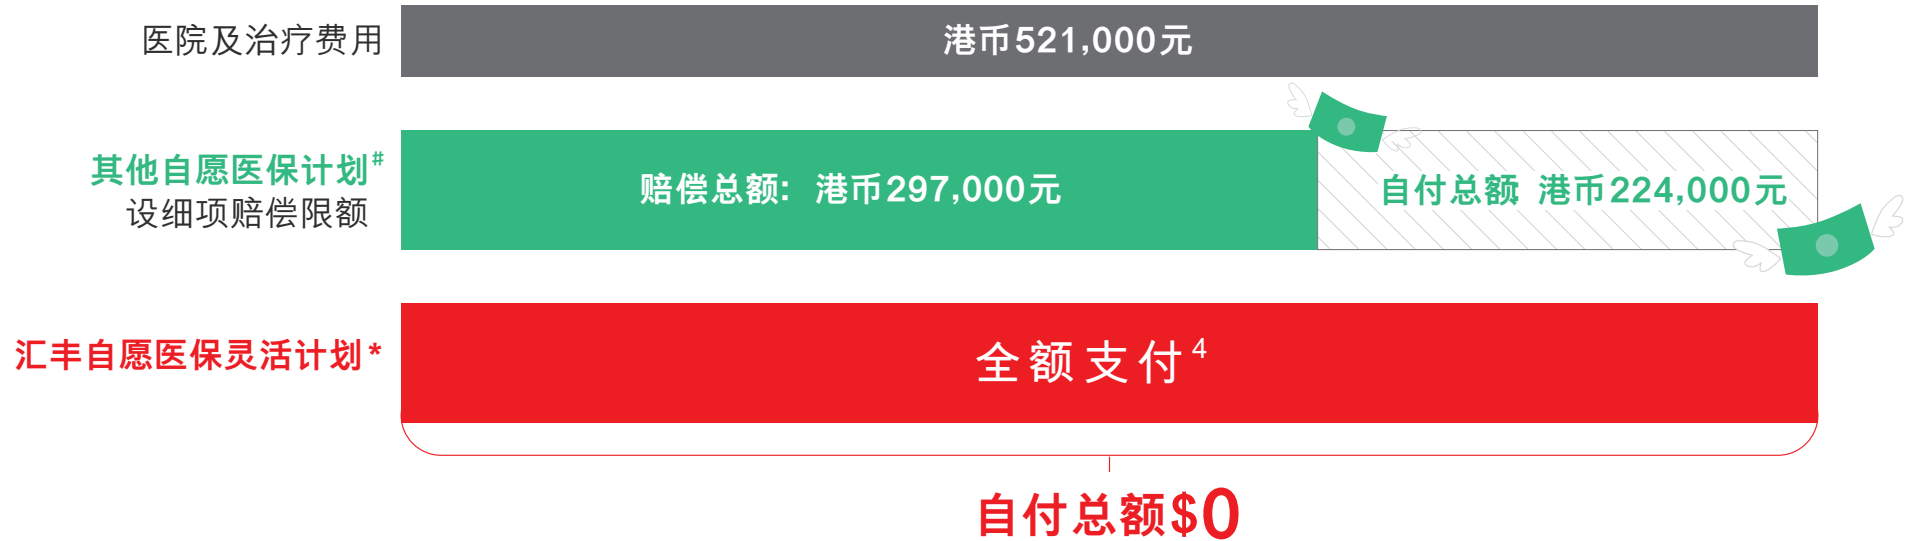 医院及治疗费用
港币521,000元
其他自愿医保计划#
设细项赔偿限额
赔偿总额: 港币297,000元
自付总额: 港币224,000元
汇丰自愿医保灵活计划*
全额支付4
自付总额$0